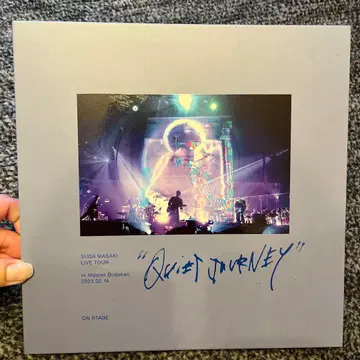 SUDA MASAKI
LIVE TOUR
"QUIET JOURNEY"
in Nippon Budokan
2023.02.14
ON STAGE